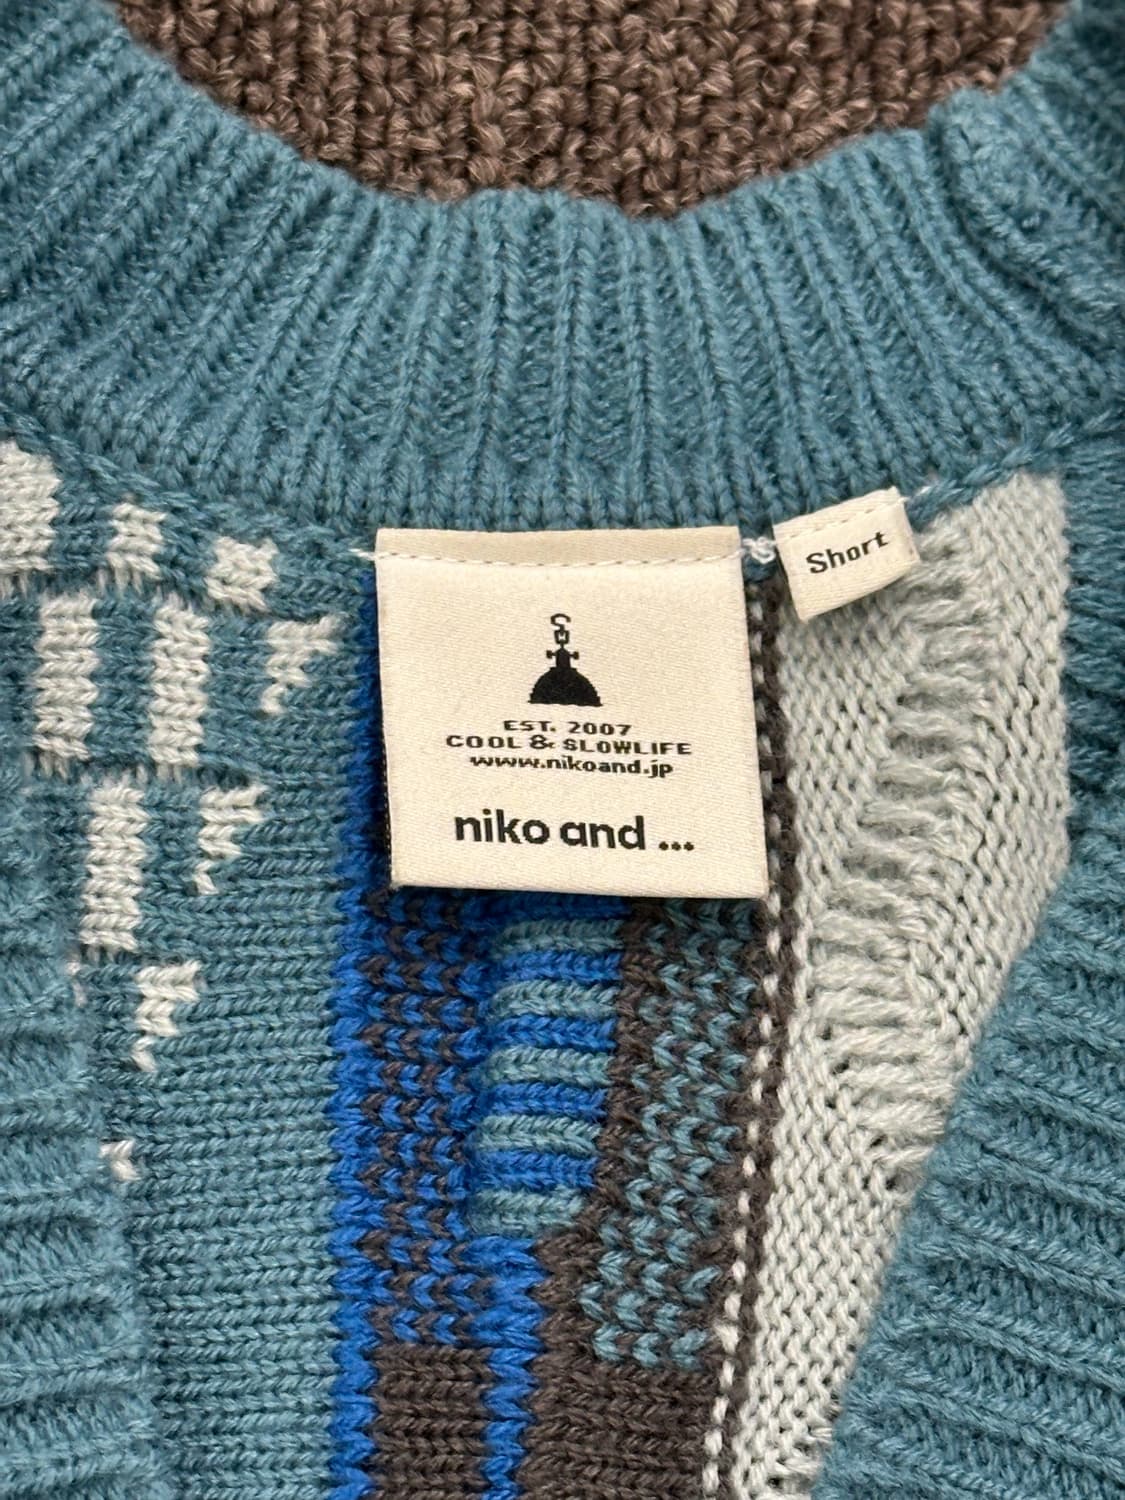 Short
EST. 2007
COOL & SLOWLIFE
www.nikoand.jp
niko and ...